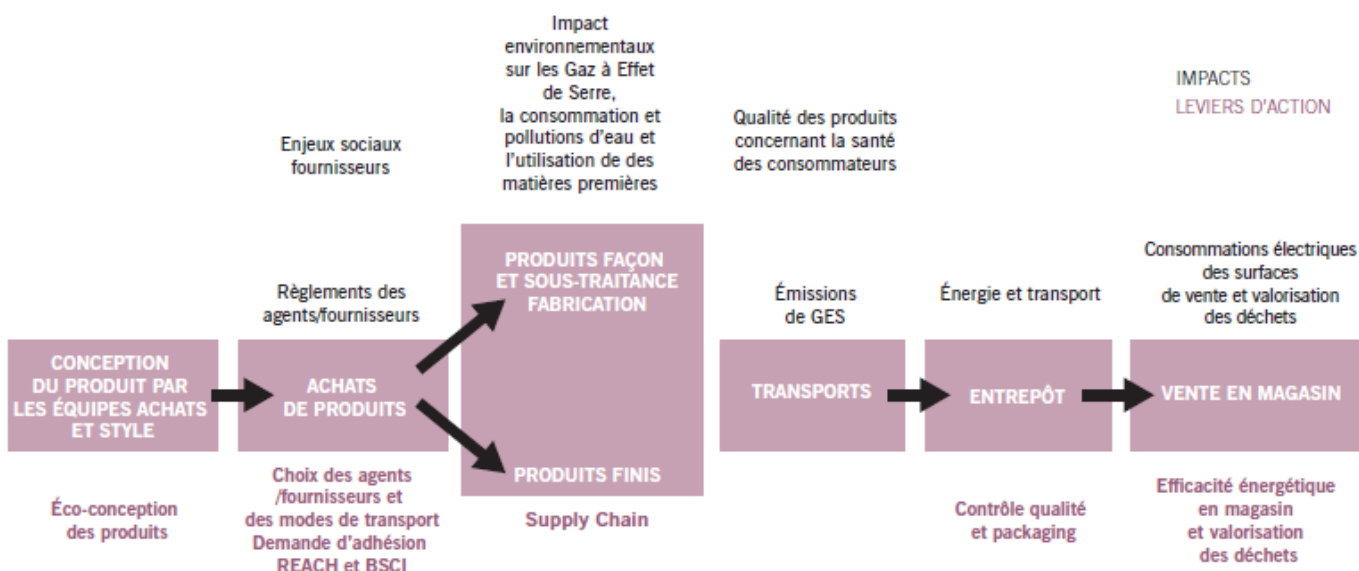 Impact
environnementaux
sur les Gaz à Effet
de Serre,
la consommation et
pollutions d'eau et
l'utilisation de des
matières premières
IMPACTS
LEVIERS D'ACTION
Enjeux sociaux
fournisseurs
Qualité des produits
concernant la santé
des consommateurs
Règlements des
agents/fournisseurs
Émissions
de GES
Énergie et transport
Consommations électriques
des surfaces
de vente et valorisation
des déchets
CONCEPTION
DU PRODUIT PAR
LES ÉQUIPES ACHATS
ET STYLE
ACHATS
DE PRODUITS
PRODUITS FAÇON
ET SOUS-TRAITANCE
FABRICATION
PRODUITS FINIS
TRANSPORTS
ENTREPÔT
VENTE EN MAGASIN
Éco-conception
des produits
Choix des agents
/fournisseurs et
des modes de transport
Demande d'adhésion
REACH et BSCI
Supply Chain
Contrôle qualité
et packaging
Efficacité énergétique
en magasin
et valorisation
des déchets